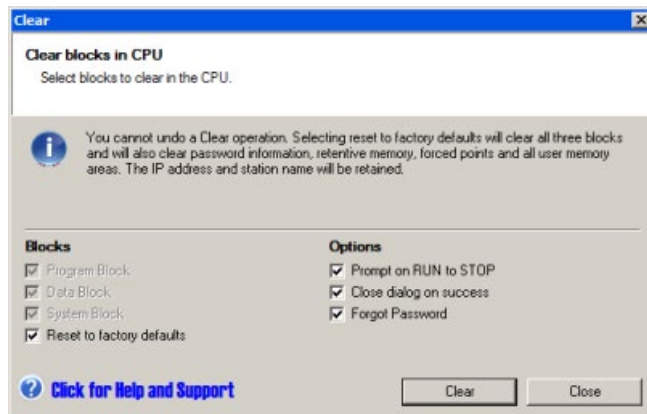 Clear
Clear blocks in CPU
Select blocks to clear in the CPU.
You cannot undo a Clear operation. Selecting reset to factory defaults will clear all three blocks
and will also clear password information, retentive memory, forced points and all user memory
areas. The IP address and station name will be retained.
Blocks
Program Block
Data Block
System Block
Reset to factory defaults
Options
Prompt on RUN to STOP
Close dialog on success
Forgot Password
Click for Help and Support
Clear
Close